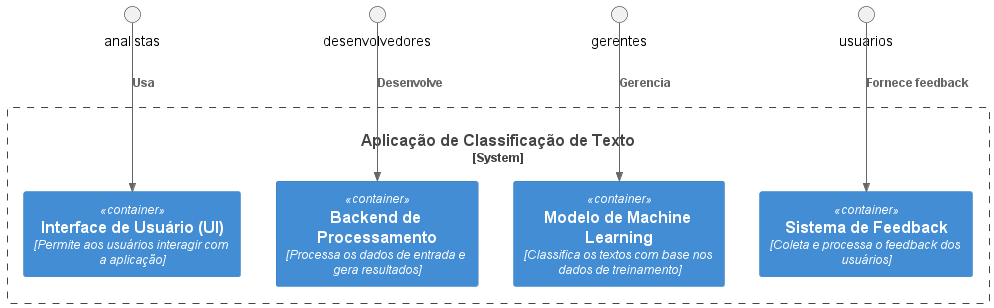 analistas
desenvolvedores
gerentes
usuários
Usa
Desenvolve
Gerencia
Fornece feedback
Aplicação de Classificação de Texto
[System]
«container»
Interface de Usuário (UI)
[Permite aos usuários interagir com
a aplicação]
«container»
Backend de
Processamento
[Processa os dados de entrada e
gera resultados]
«container»
Modelo de Machine
Learning
[Classifica os textos com base nos
dados de treinamento]
«container»
Sistema de Feedback
[Coleta e processa o feedback dos
usuários]